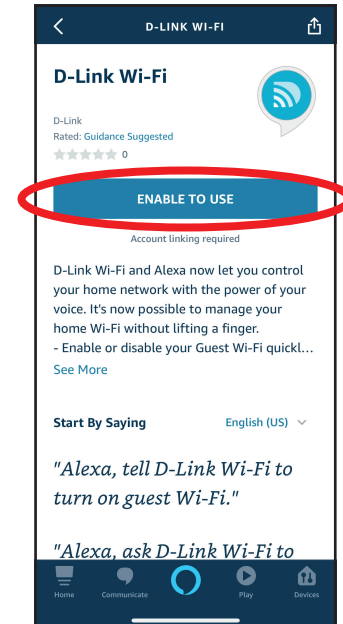 D-LINK WI-FI
D-Link Wi-Fi
D-Link
Rated: Guidance Suggested
0
ENABLE TO USE
Account linking required
D-Link Wi-Fi and Alexa now let you control
your home network with the power of your
voice. It's now possible to manage your
home Wi-Fi without lifting a finger.
- Enable or disable your Guest Wi-Fi quickl...
See More
Start By Saying
English (US)
"Alexa, tell D-Link Wi-Fi to
turn on guest Wi-Fi."
"Alexa, ask D-Link Wi-Fi to
Home
Communicate
Play
Devices